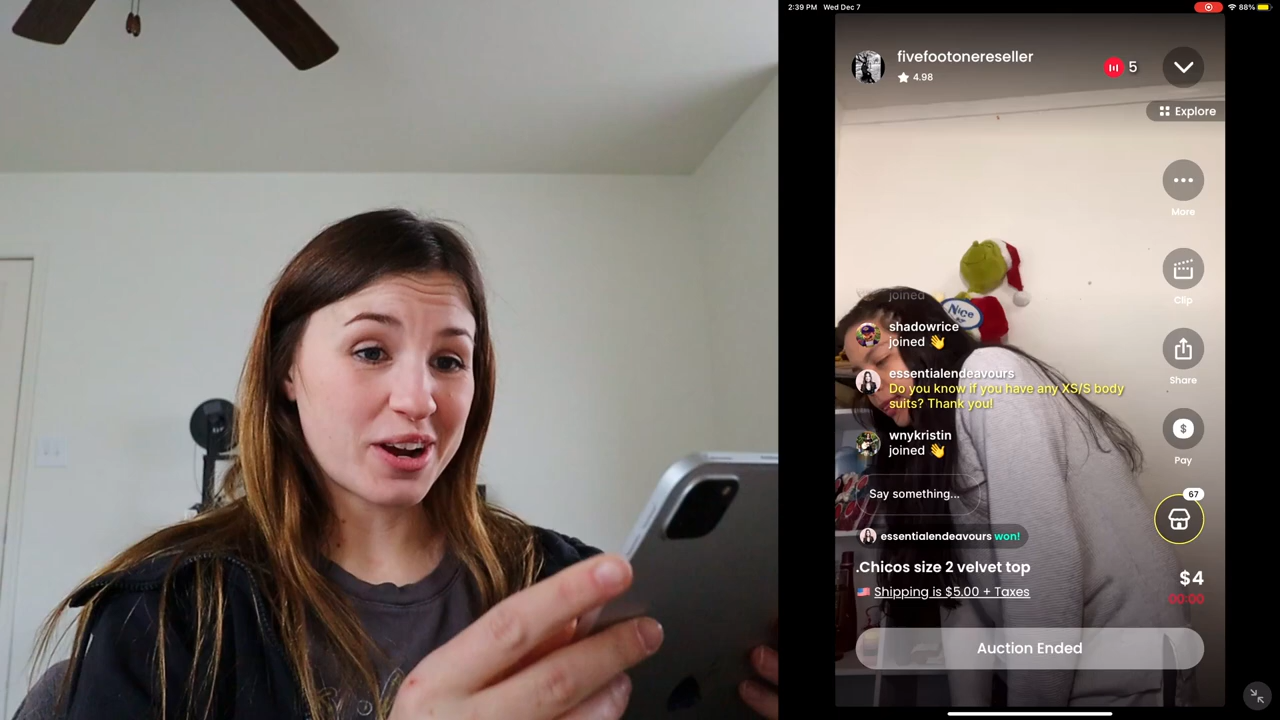 2:39 PM Wed Dec 7
88%
fivefootonereseller
4.98
5
Explore
More
Clip
Share
Pay
67
Nice
joined
shadowrice
joined 👋
essentialendeavours
Do you know if you have any XS/S body
suits? Thank you!
wnykristin
joined 👋
Say something...
essentialendeavours won!
.Chicos size 2 velvet top
$4
🇺🇸 Shipping is $5.00 + Taxes
00:00
Auction Ended